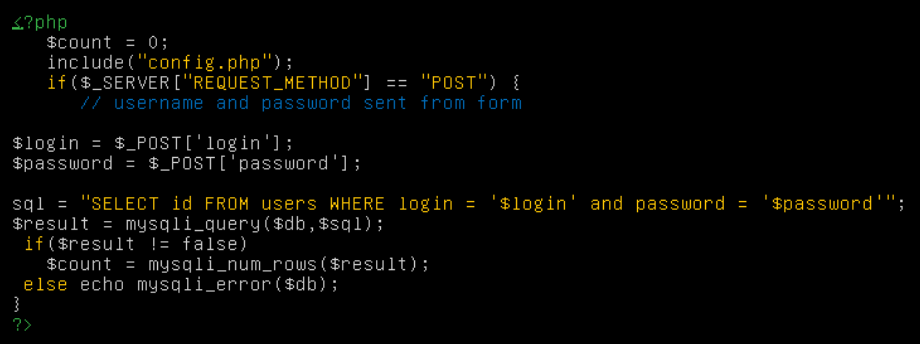 <?php
$count = 0;
include("config.php");
if($_SERVER["REQUEST_METHOD"] == "POST") {
// username and password sent from form
$login = $_POST['login'];
$password = $_POST['password'];
sql = "SELECT id FROM users WHERE login = '$login' and password = '$password'";
$result = mysqli_query($db,$sql);
if($result != false)
$count = mysqli_num_rows($result);
else echo mysqli_error($db);
}
?>